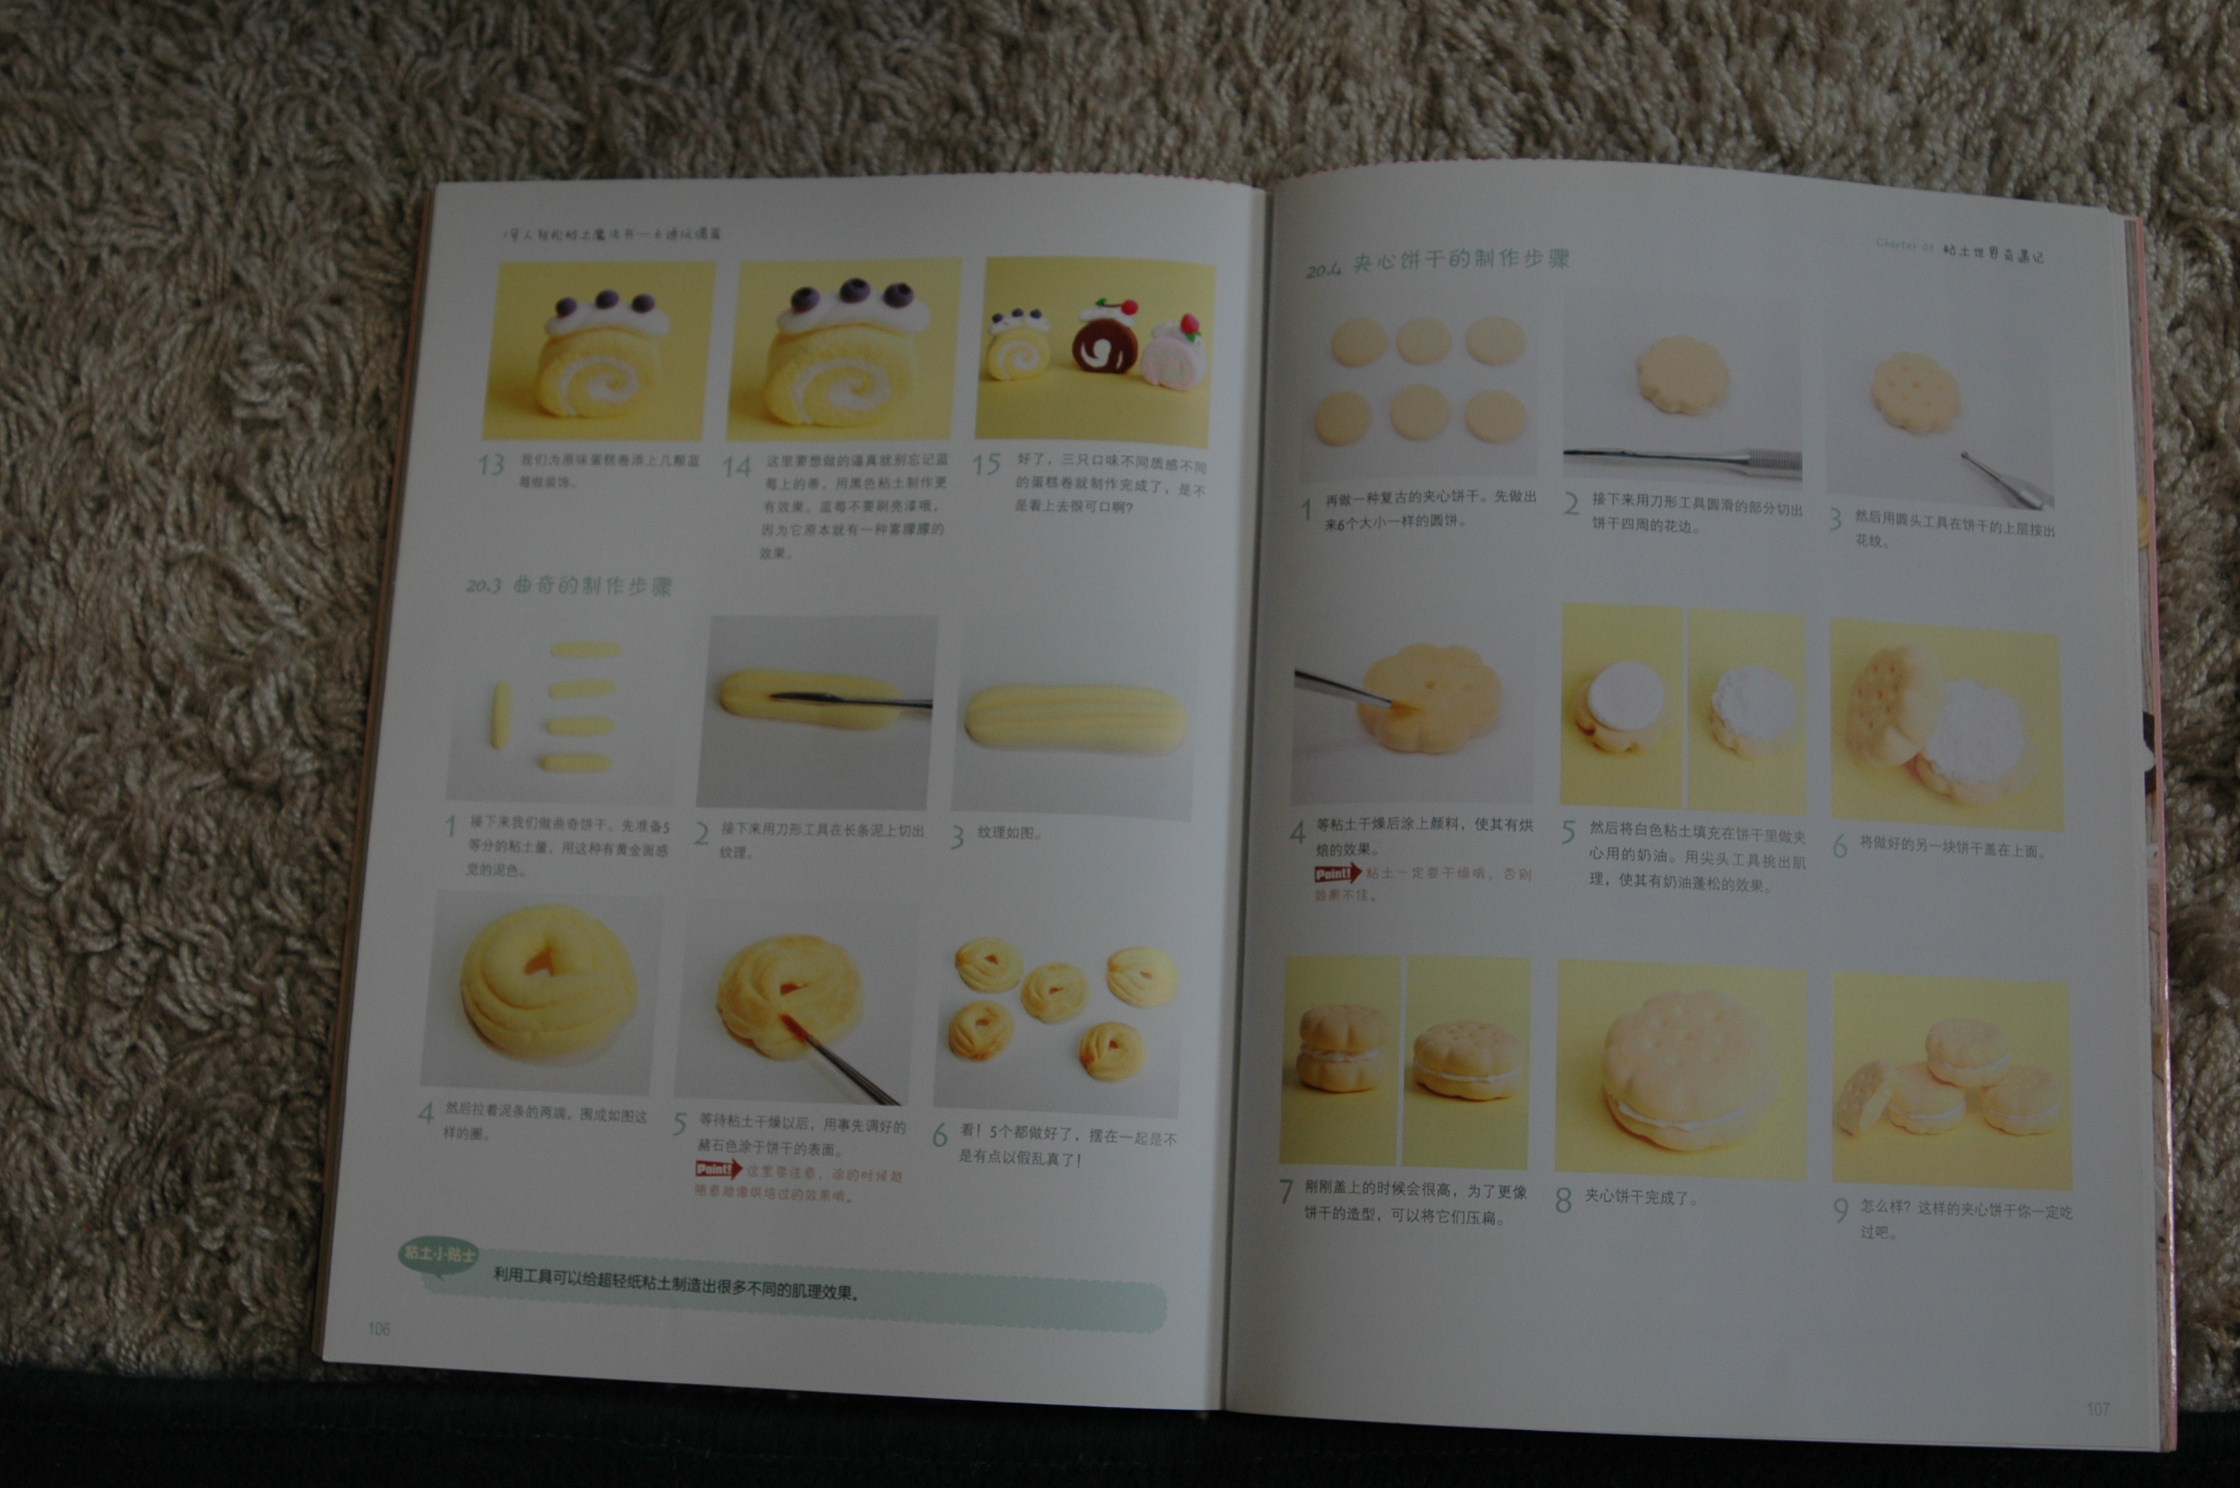 13 我们为原味蛋糕卷添上几颗蓝
莓做装饰。
14 这里要想做的逼真就别忘记蓝
莓上的蒂。用黑色粘土制作更
有效果。蓝莓不要刷亮漆哦，
因为它原本就有一种雾朦朦的
效果。
15 好了，三只口味不同质感不同
的蛋糕卷就制作完成了，是不
是看上去很可口啊？
20.3 曲奇的制作步骤
1 接下来我们做曲奇饼干。先准备5
等分的粘土量，用这种有黄金面感
觉的泥色。
2 接下来用刀形工具在长条泥上切出
纹理。
3 纹理如图。
4 然后拉着泥条的两端，围成如图这
样的圈。
5 等待粘土干燥以后，用事先调好的
赭石色涂于饼干的表面。
Point! 这里要注意，涂的时候越
随意越像烘培过的效果哦。
6 看！5个都做好了，摆在一起是不
是有点以假乱真了！
粘土小贴士
利用工具可以给超轻纸粘土制造出很多不同的肌理效果。
106
Chapter 02 粘土世界奇遇记
20.4 夹心饼干的制作步骤
1 再做一种复古的夹心饼干。先做出
来6个大小一样的圆饼。
2 接下来用刀形工具圆滑的部分切出
饼干四周的花边。
3 然后用圆头工具在饼干的上层按出
花纹。
4 等粘土干燥后涂上颜料，使其有烘
焙的效果。
Point! 粘土一定要干燥哦，否则
效果不佳。
5 然后将白色粘土填充在饼干里做夹
心用的奶油。用尖头工具挑出肌
理，使其有奶油蓬松的效果。
6 将做好的另一块饼干盖在上面。
7 刚刚盖上的时候会很高，为了更像
饼干的造型，可以将它们压扁。
8 夹心饼干完成了。
9 怎么样？这样的夹心饼干你一定吃
过吧。
107